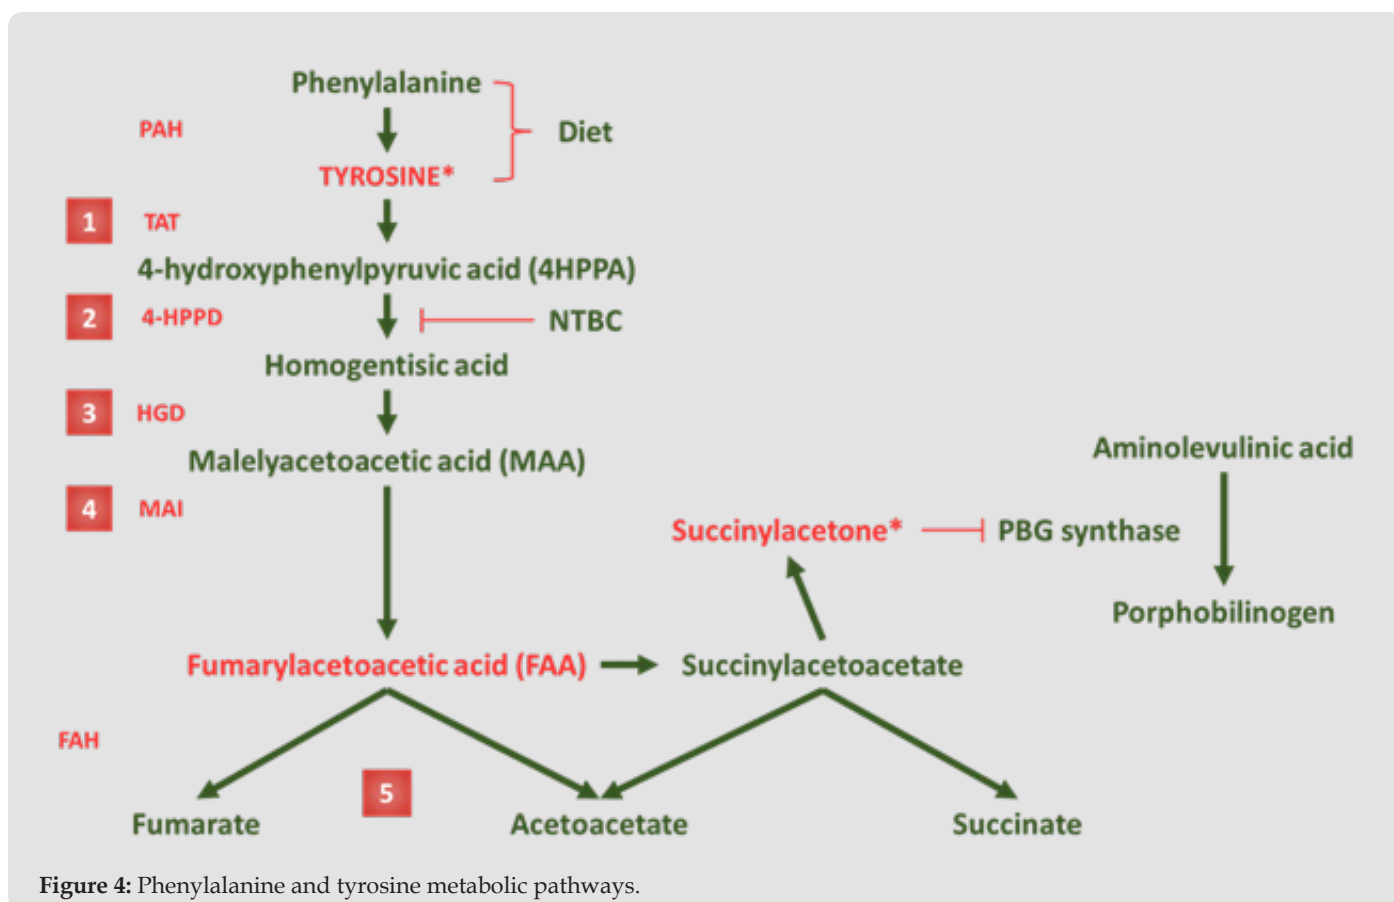 Phenylalanine
PAH
Diet
TYROSINE*
1 TAT
4-hydroxyphenylpyruvic acid (4HPPA)
2 4-HPPD
NTBC
Homogentisic acid
3 HGD
Malelyacetoacetic acid (MAA)
Aminolevulinic acid
4 MAI
Succinylacetone*
PBG synthase
Porphobilinogen
Fumarylacetoacetic acid (FAA)
Succinylacetoacetate
FAH
5
Fumarate
Acetoacetate
Succinate
Figure 4: Phenylalanine and tyrosine metabolic pathways.